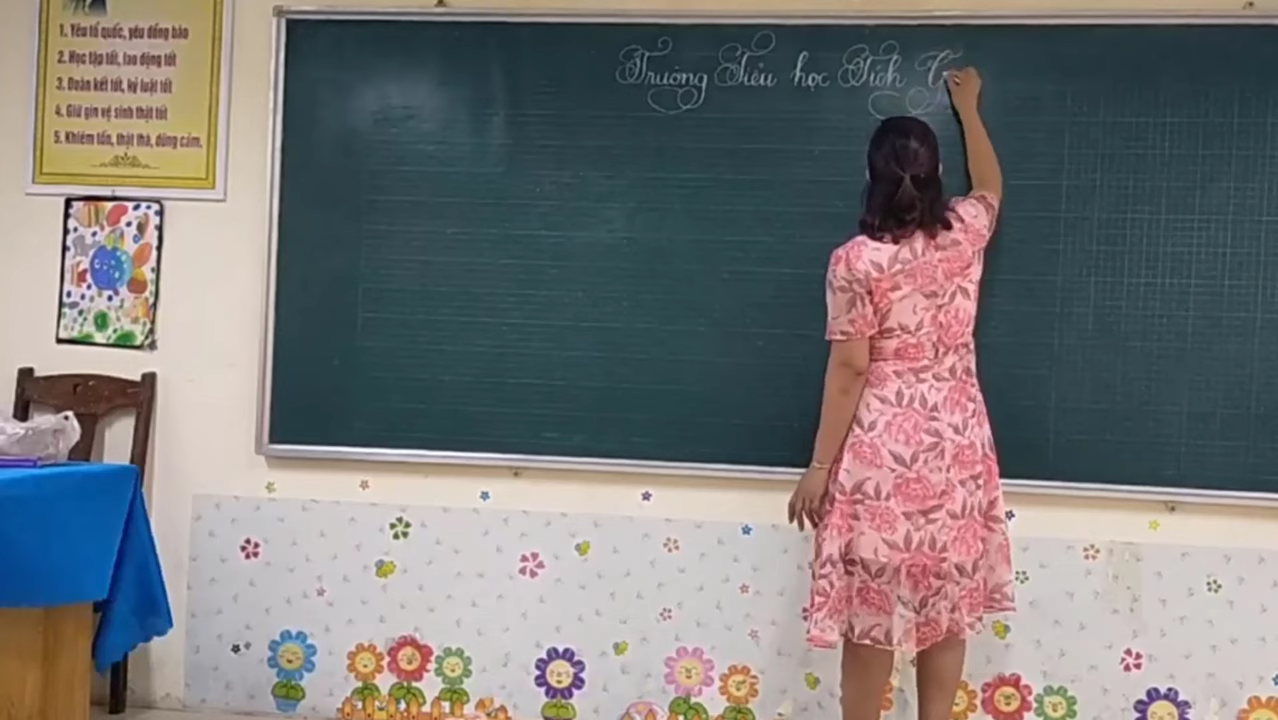 1. Yêu tổ quốc, yêu đồng bào
2. Học tập tốt, lao động tốt
3. Đoàn kết tốt, kỷ luật tốt
4. Giữ gìn vệ sinh thật tốt
5. Khiêm tốn, thật thà, dũng cảm.
Trường Tiểu học Tích